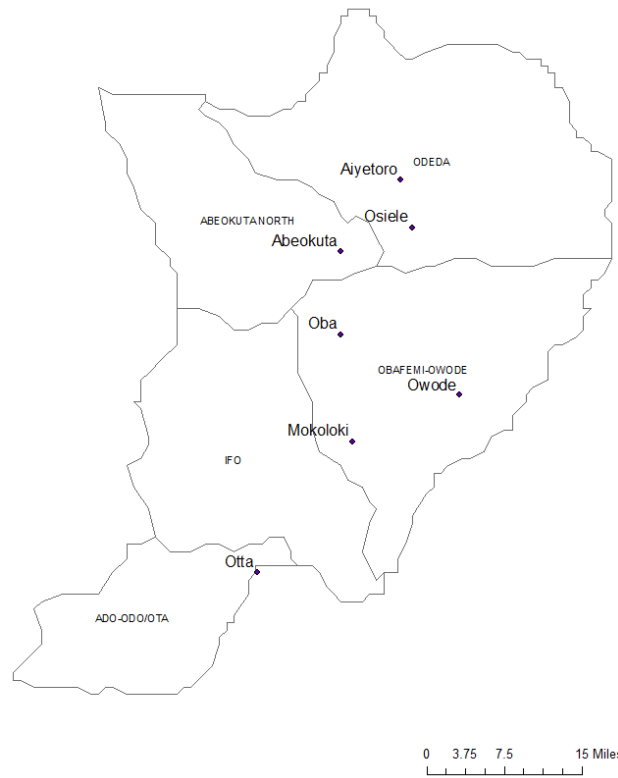 Aiyetoro
ODEDA
Osiele
ABEOKUTA NORTH
Abeokuta
Oba
OBAFEMI-OWODE
Owode
Mokoloki
IFO
Otta
ADO-ODO/OTA
0 3.75 7.5 15 Miles